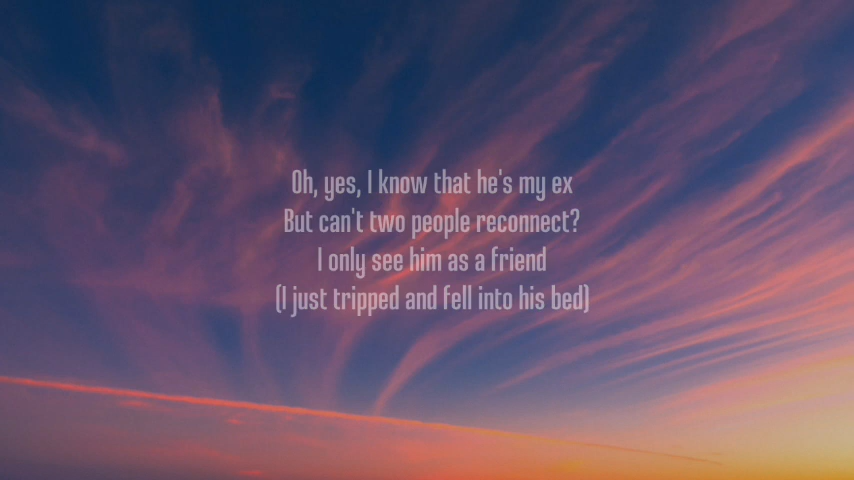 Oh, yes, I know that he's my ex
But can't two people reconnect?
I only see him as a friend
(I just tripped and fell into his bed)